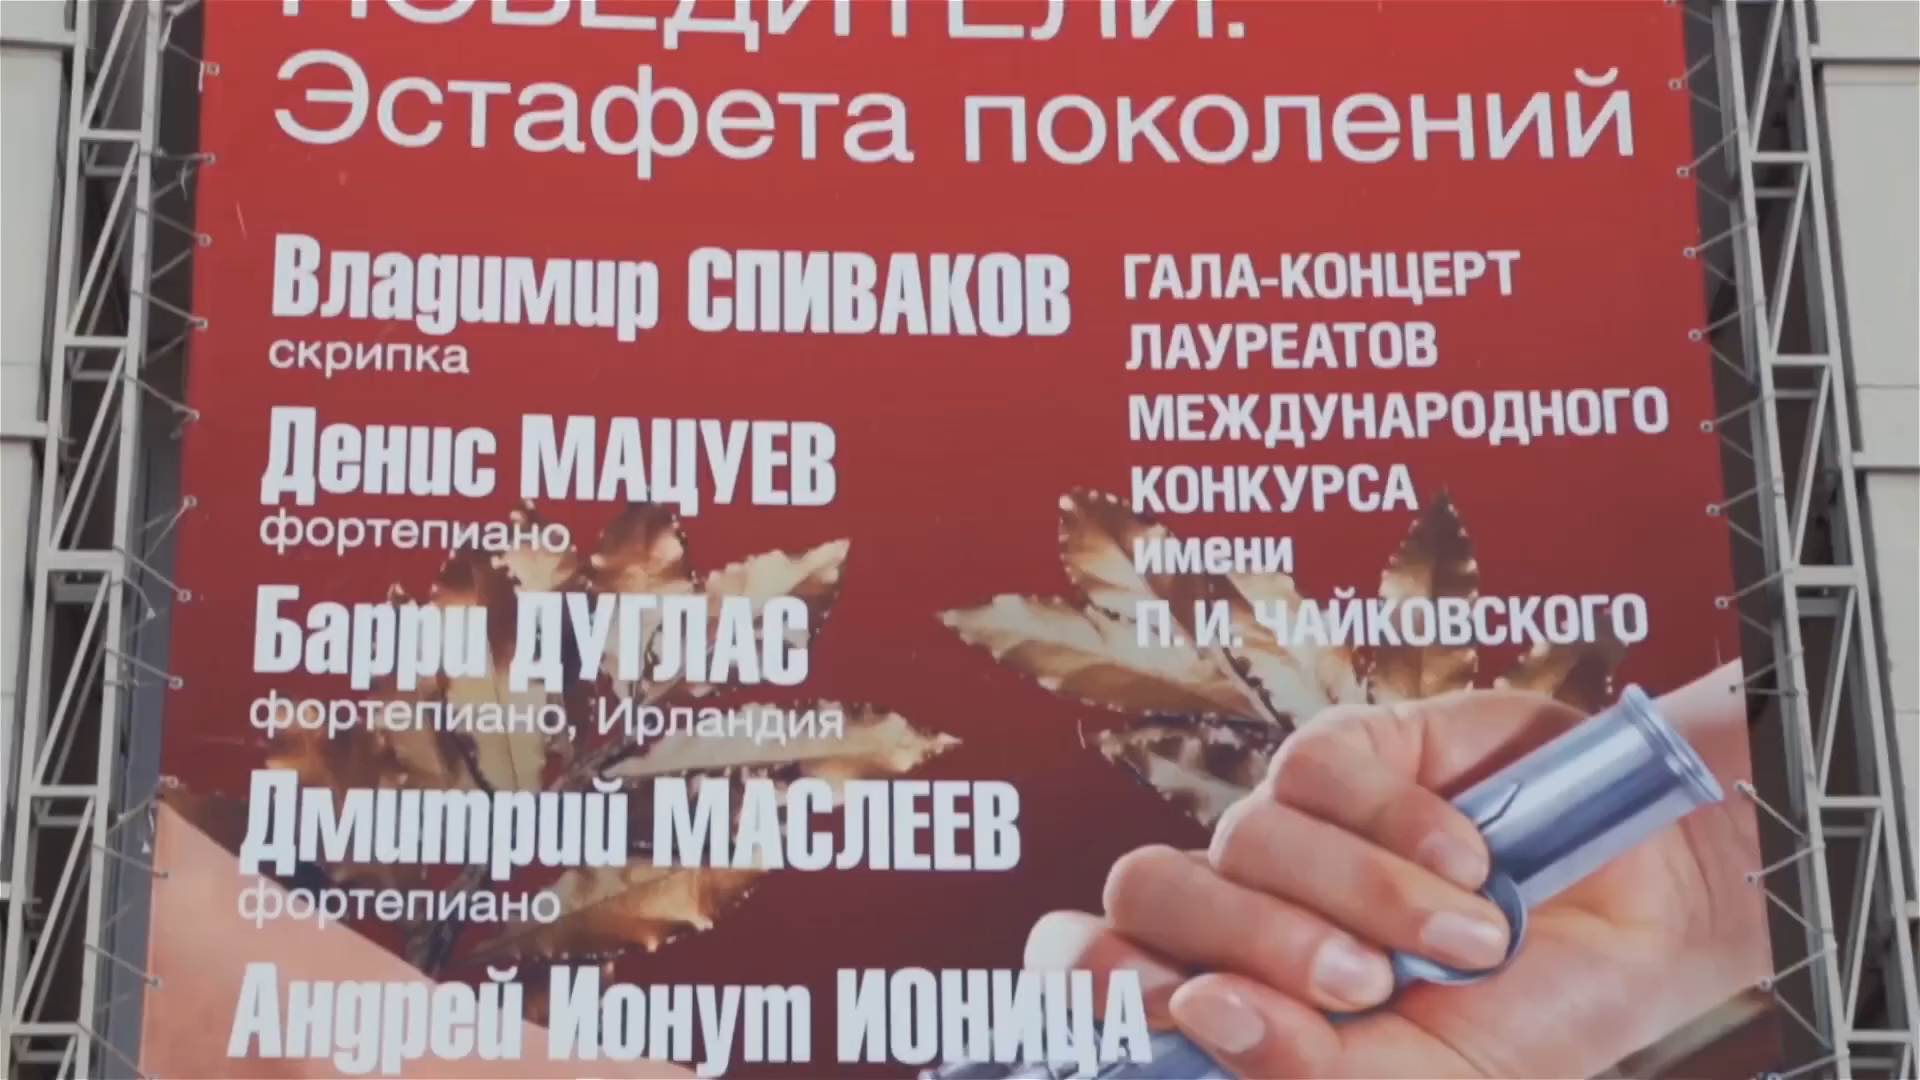 ПОБЕДИТЕЛИ.
Эстафета поколений
Владимир СПИВАКОВ
скрипка
Денис МАЦУЕВ
фортепиано
Барри ДУГЛАС
фортепиано, Ирландия
Дмитрий МАСЛЕЕВ
фортепиано
Андрей Ионут ИОНИЦА
ГАЛА-КОНЦЕРТ
ЛАУРЕАТОВ
МЕЖДУНАРОДНОГО
КОНКУРСА
имени
П. И. ЧАЙКОВСКОГО